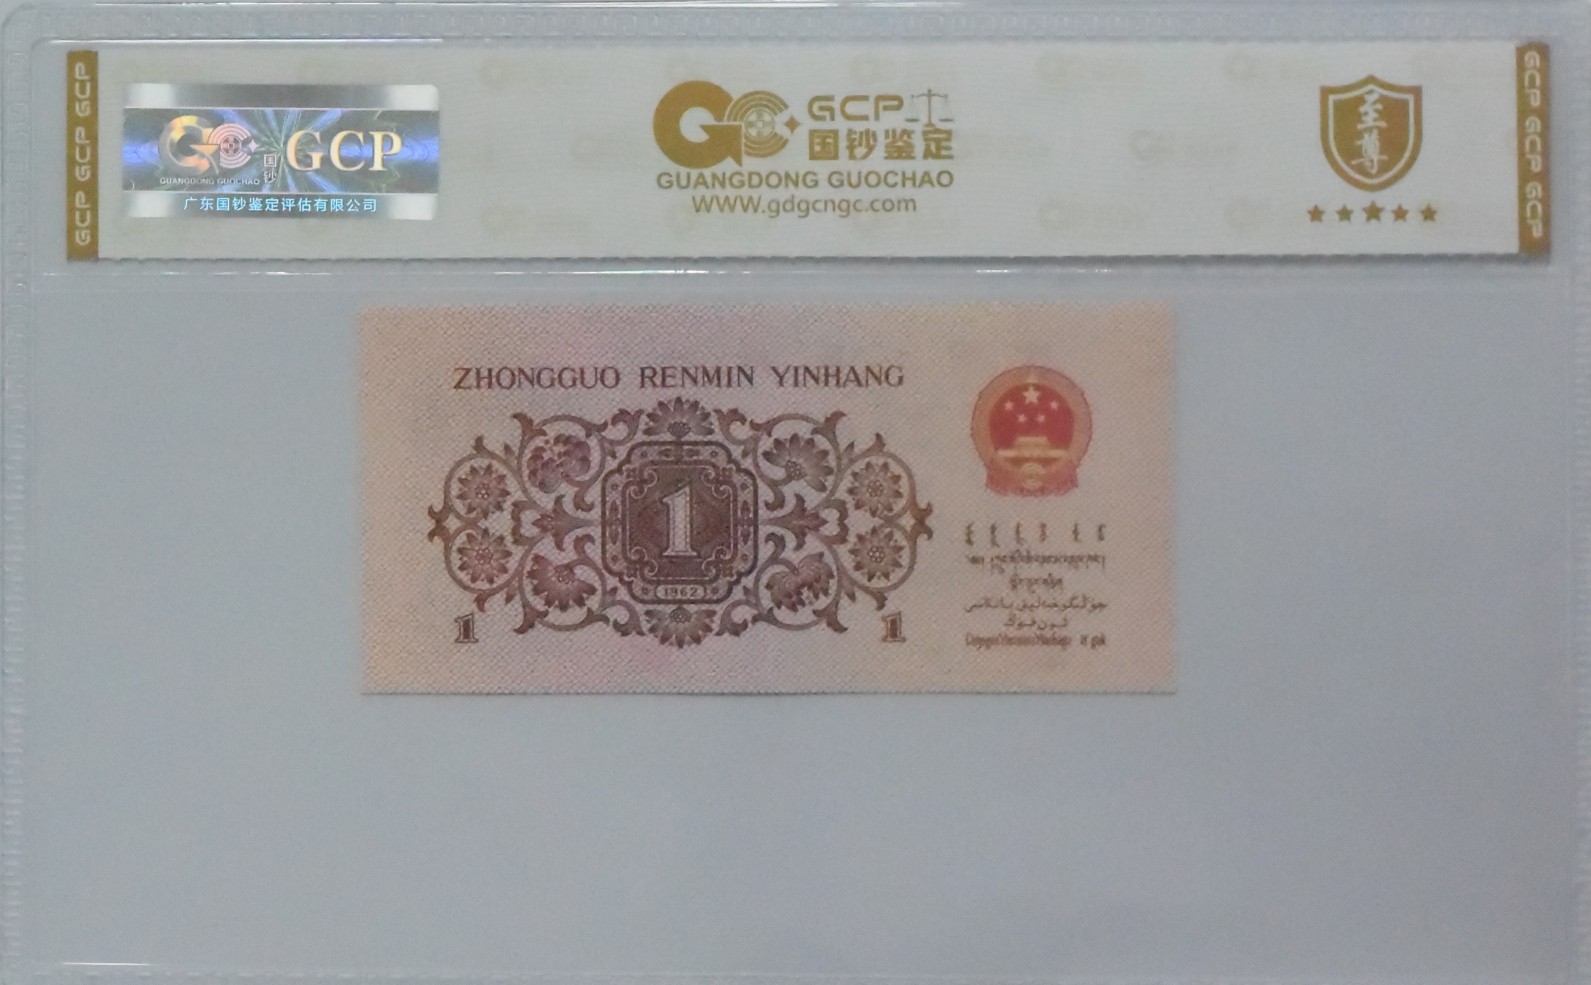 GCP GCP GCP
GCP
GUANGDONG GUOCHAO
国钞
广东国钞鉴定评估有限公司
GCP
国钞鉴定
GUANGDONG GUOCHAO
www.gdgcngc.com
至尊
GCP GCP GCP
ZHONGGUO RENMIN YINHANG
1
1962
1 1